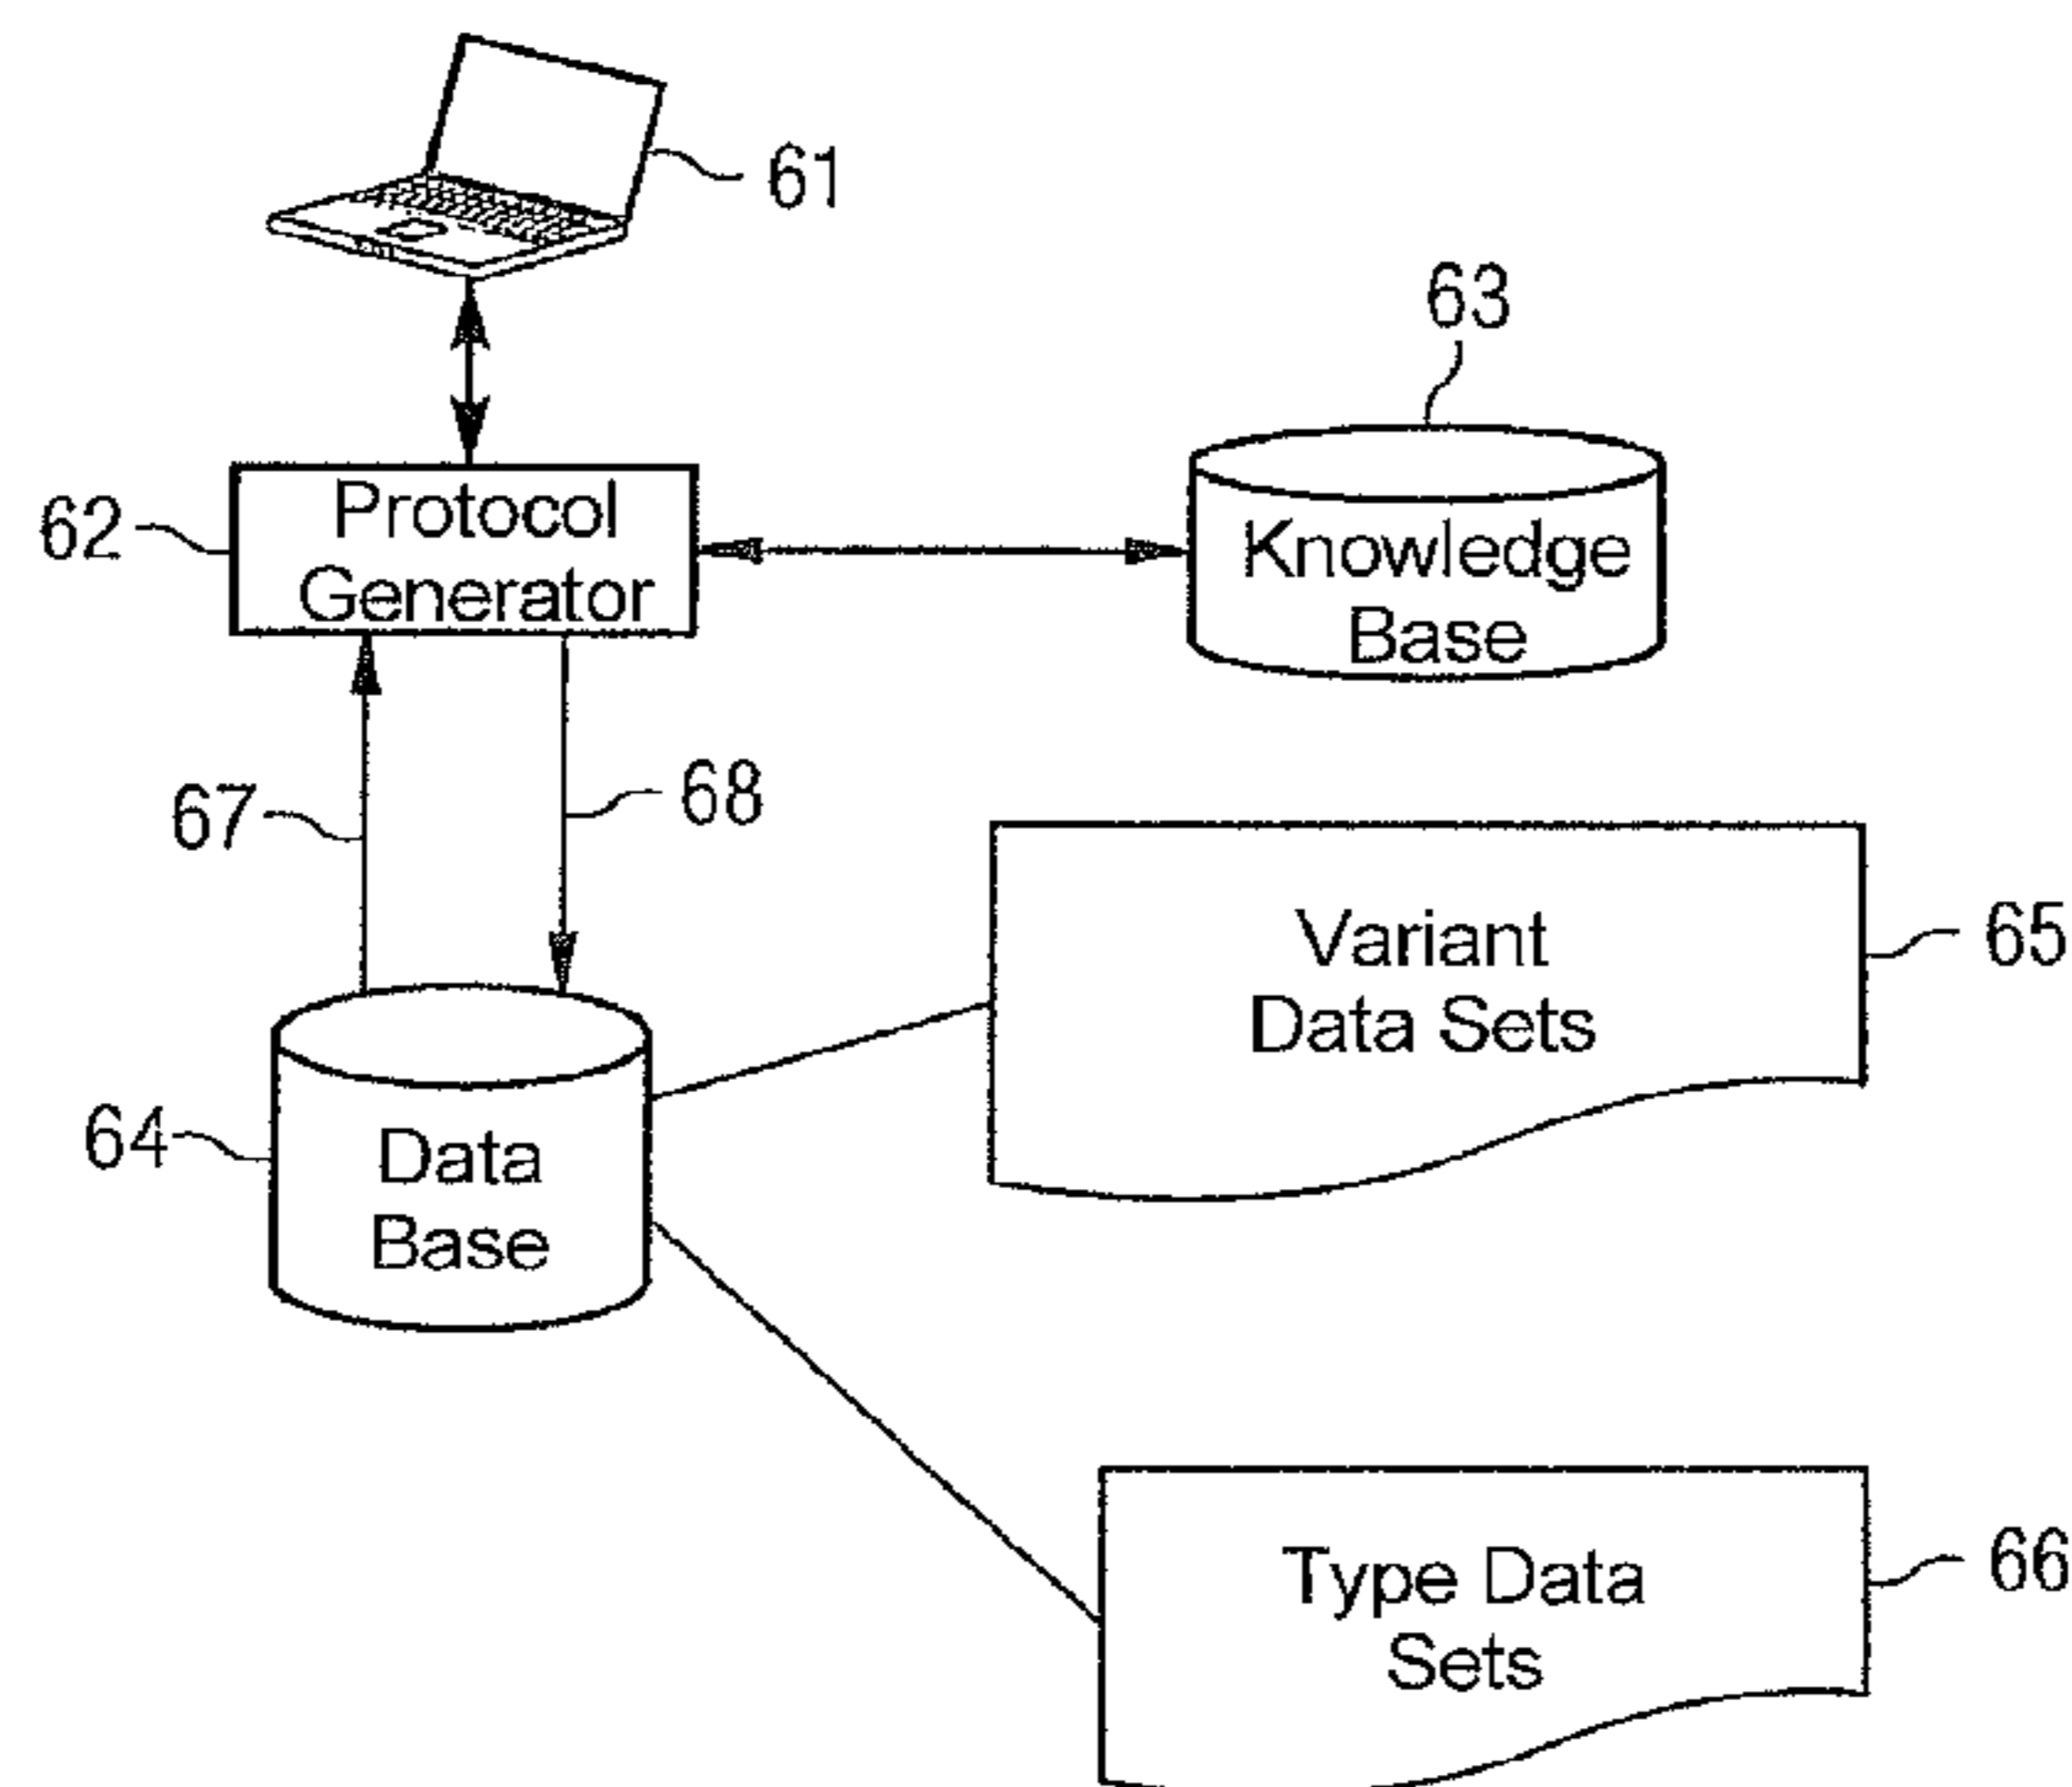 61
63
62
Protocol
Generator
Knowledge
Base
67
68
Variant
Data Sets
65
64
Data
Base
Type Data
Sets
66